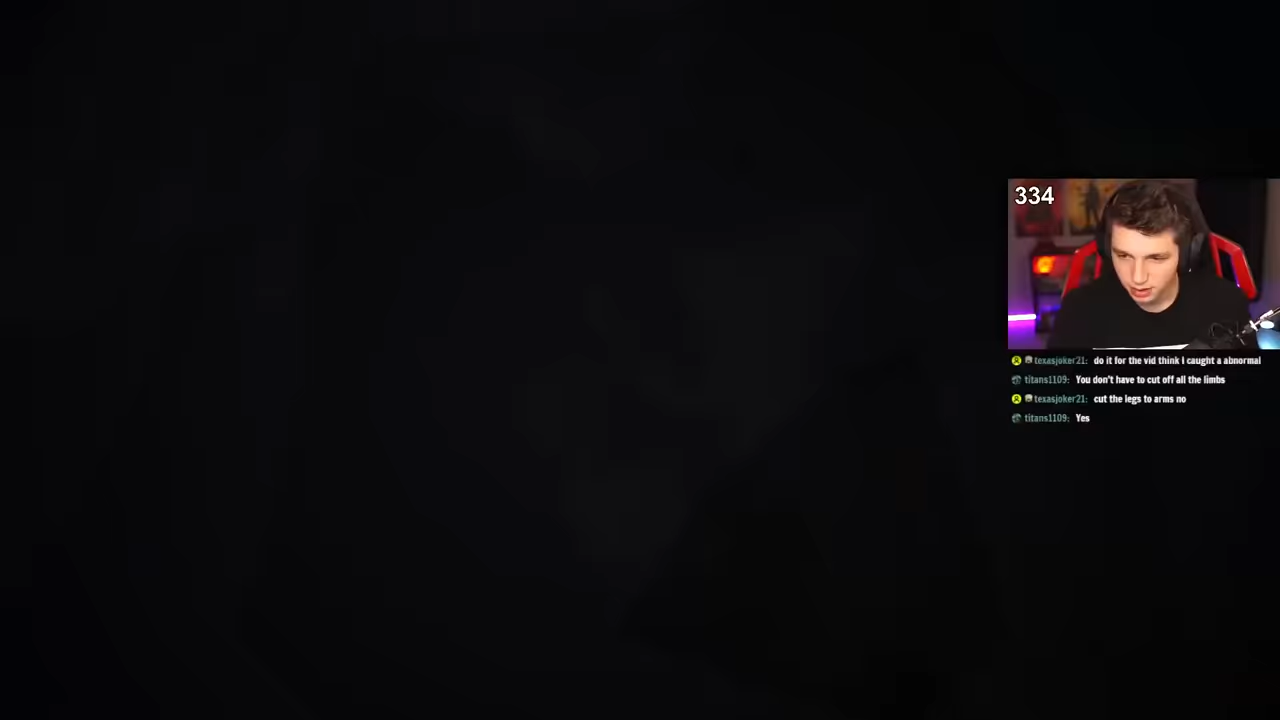 334
texasjoker21: do it for the vid think i caught a abnormal
titans1109: You don't have to cut off all the limbs
texasjoker21: cut the legs to arms no
titans1109: Yes